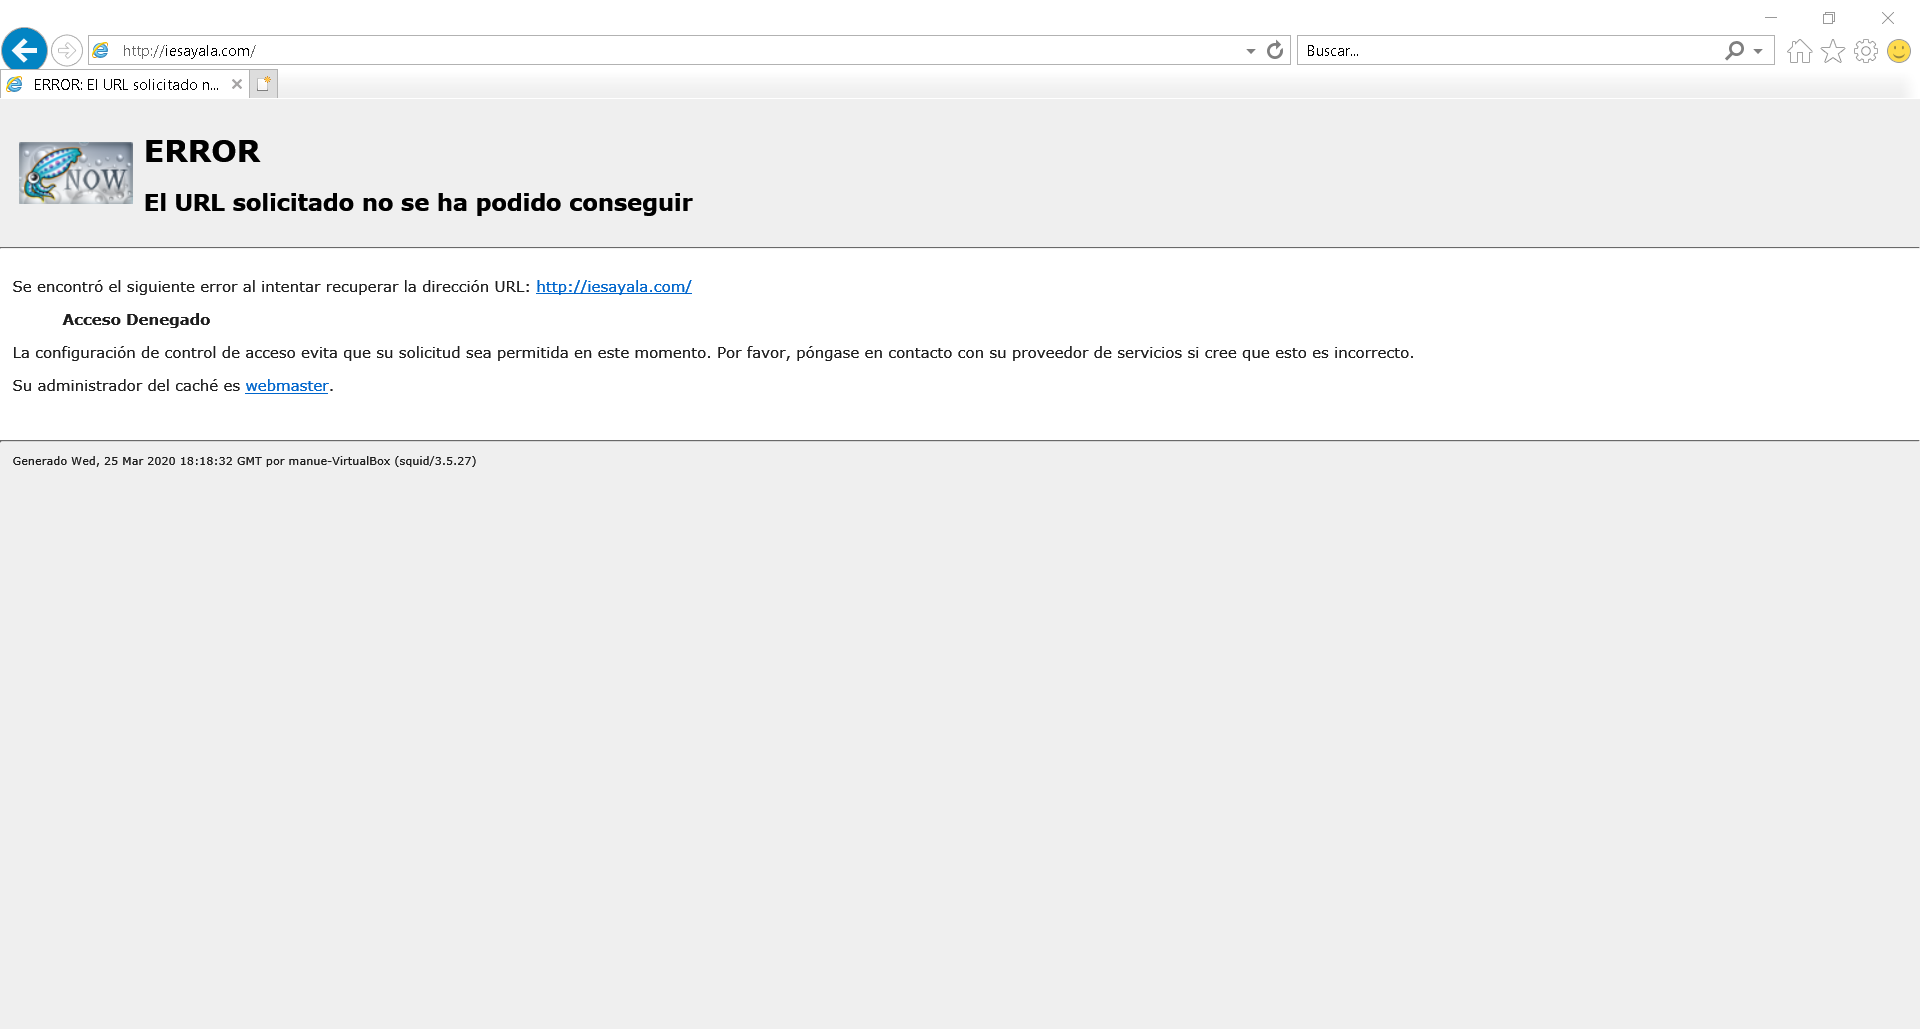 http://iesayala.com/
Buscar...
ERROR: El URL solicitado n...
NOW
ERROR
El URL solicitado no se ha podido conseguir
Se encontró el siguiente error al intentar recuperar la dirección URL: http://iesayala.com/
Acceso Denegado
La configuración de control de acceso evita que su solicitud sea permitida en este momento. Por favor, póngase en contacto con su proveedor de servicios si cree que esto es incorrecto.
Su administrador del caché es webmaster.
Generado Wed, 25 Mar 2020 18:18:32 GMT por manue-VirtualBox (squid/3.5.27)